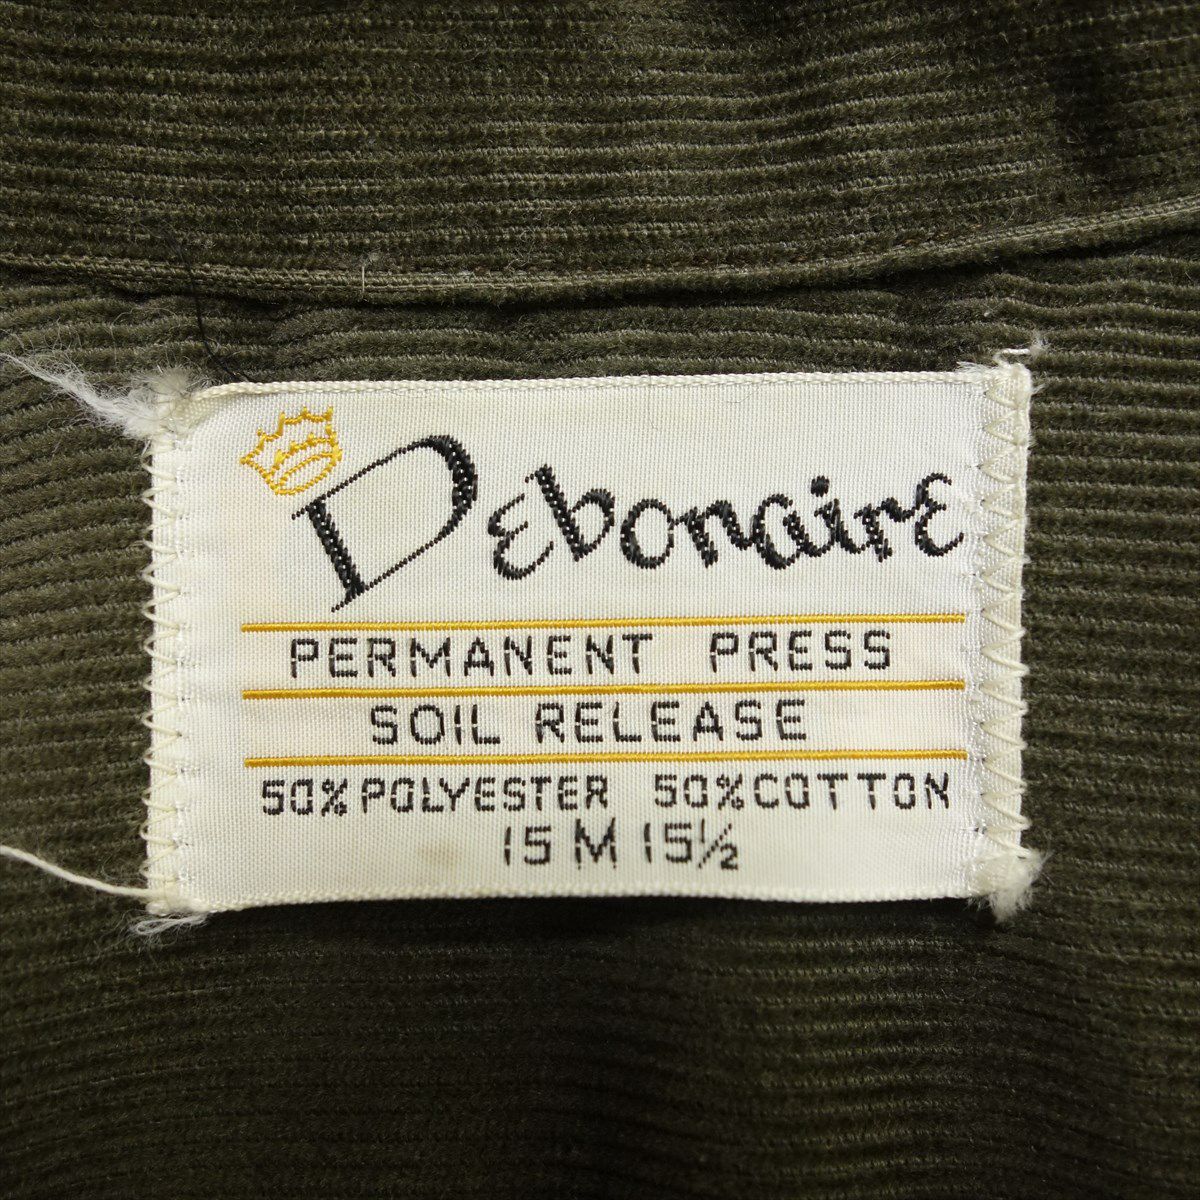 Debonaire
PERMANENT PRESS
SOIL RELEASE
50% POLYESTER 50% COTTON
15 M 15½